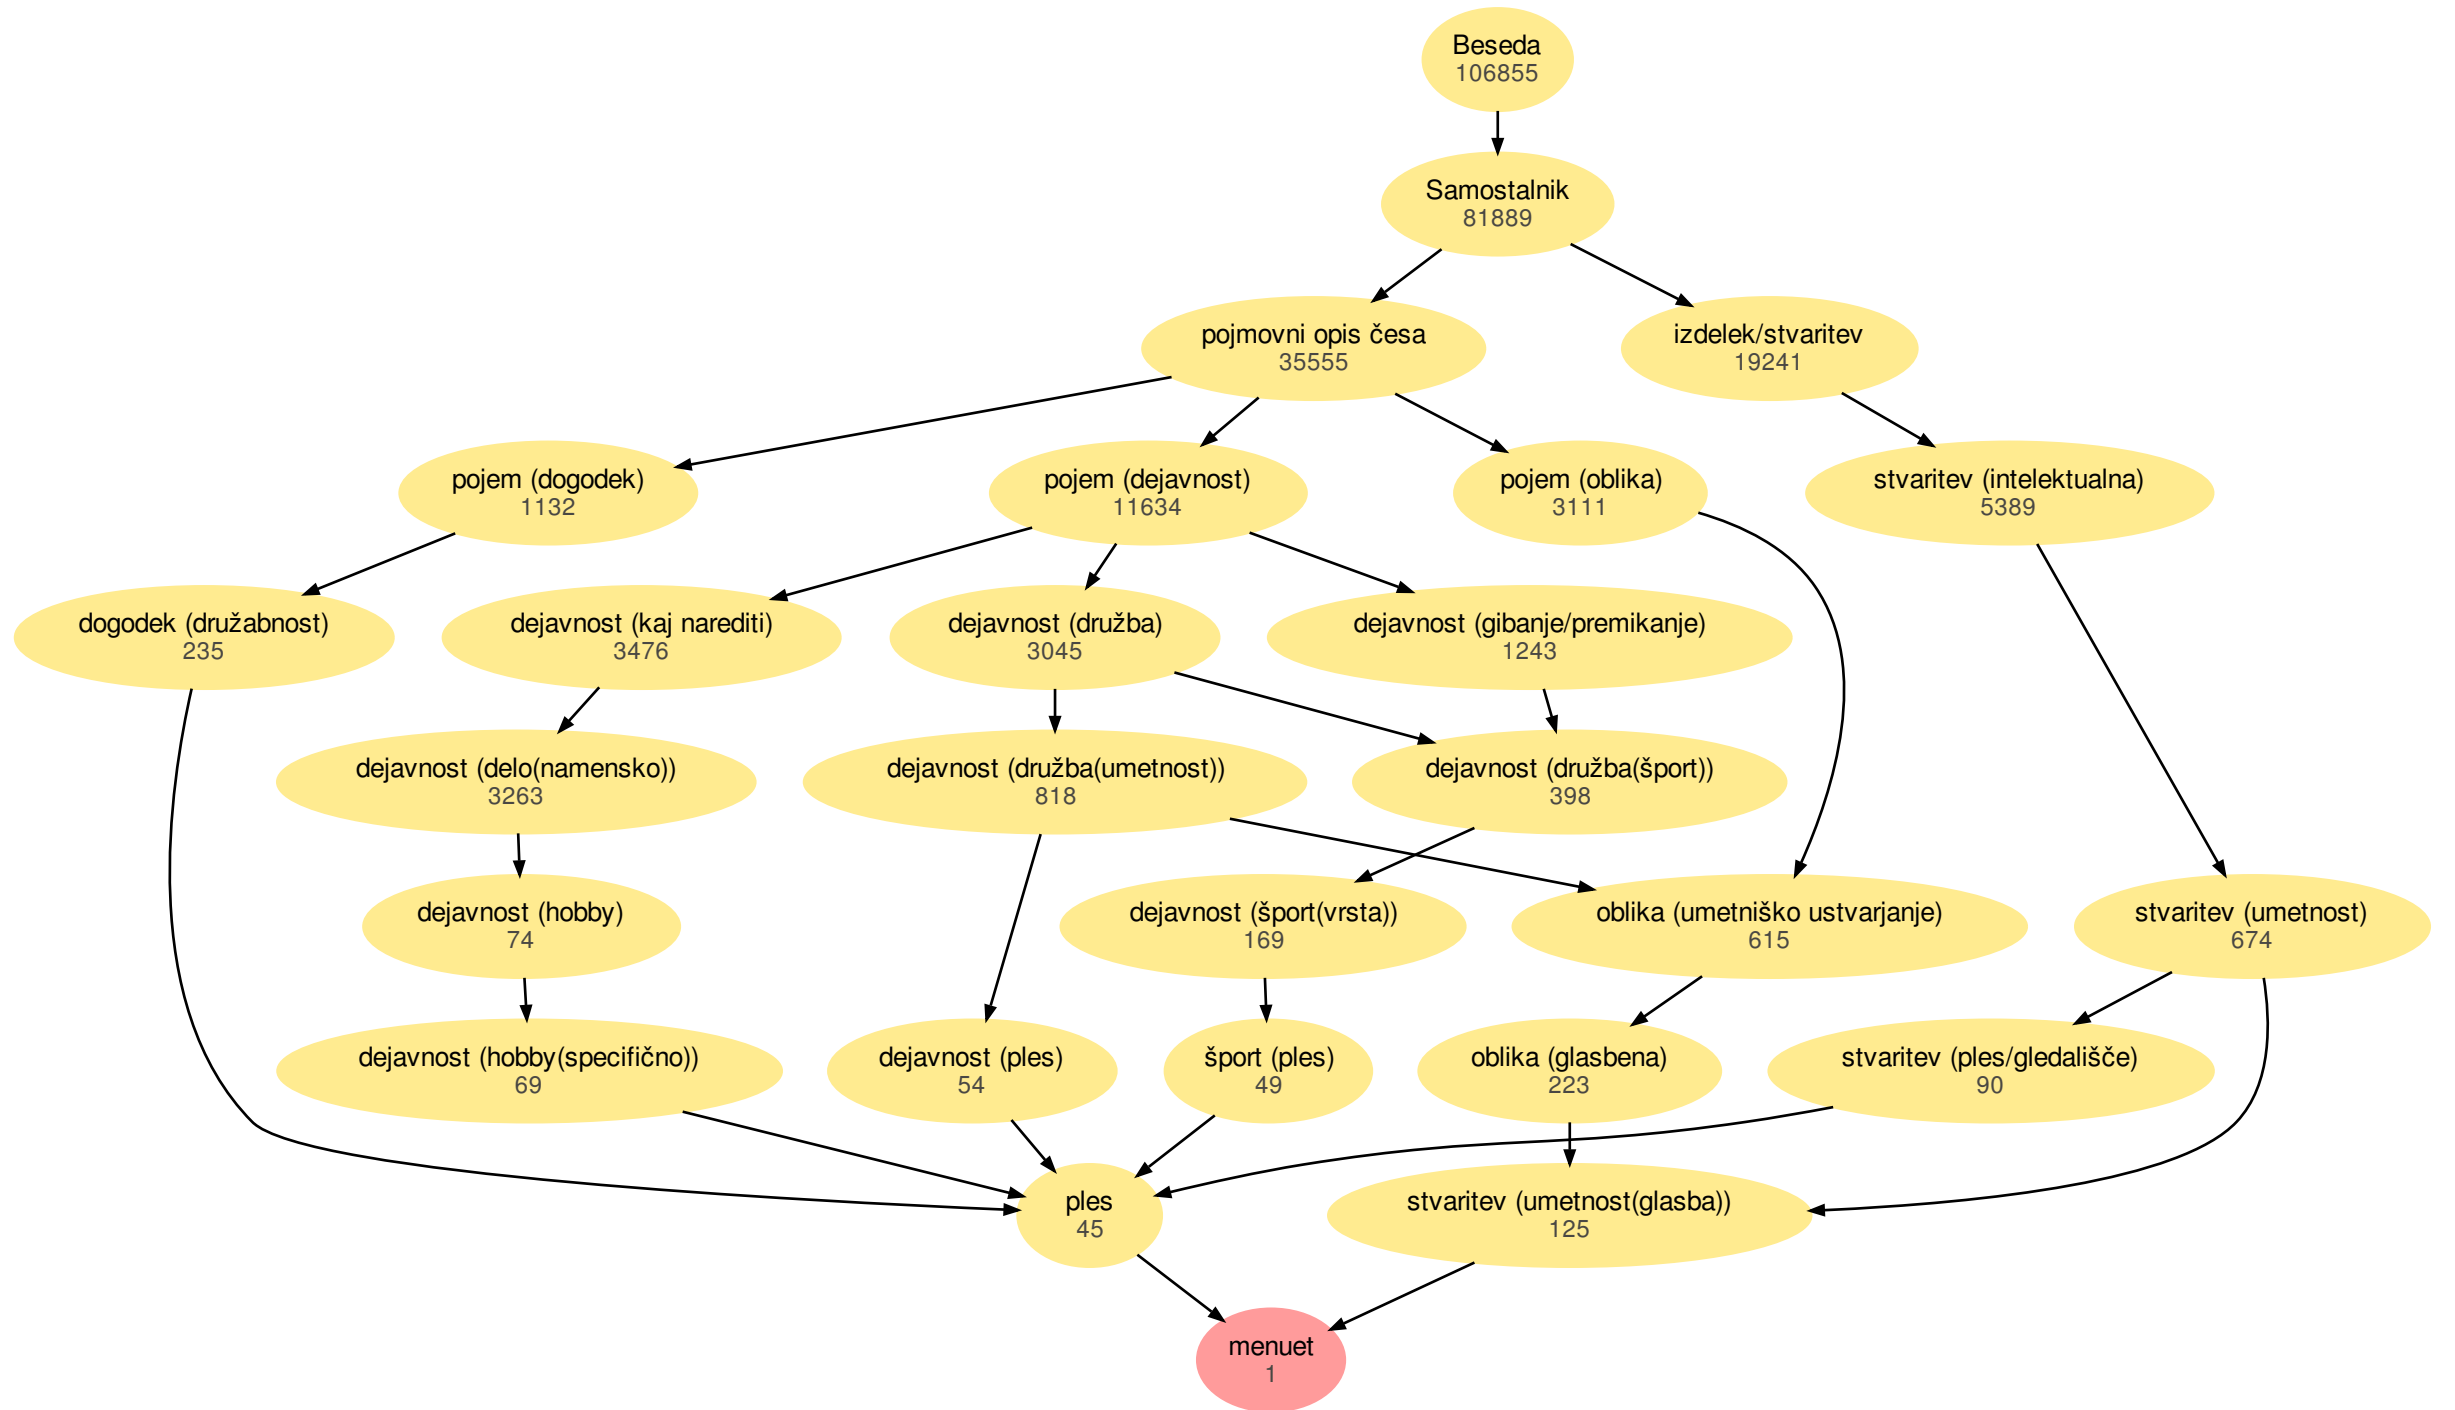 Beseda
106855
Samostalnik
81889
pojmovni opis česa
35555
izdelek/stvaritev
19241
pojem (dogodek)
1132
pojem (dejavnost)
11634
pojem (oblika)
3111
stvaritev (intelektualna)
5389
dogodek (družabnost)
235
dejavnost (kaj narediti)
3476
dejavnost (družba)
3045
dejavnost (gibanje/premikanje)
1243
dejavnost (delo(namensko))
3263
dejavnost (družba(umetnost))
818
dejavnost (družba(šport))
398
dejavnost (hobby)
74
dejavnost (šport(vrsta))
169
oblika (umetniško ustvarjanje)
615
stvaritev (umetnost)
674
dejavnost (hobby(specifično))
69
dejavnost (ples)
54
šport (ples)
49
oblika (glasbena)
223
stvaritev (ples/gledališče)
90
ples
45
stvaritev (umetnost(glasba))
125
menuet
1